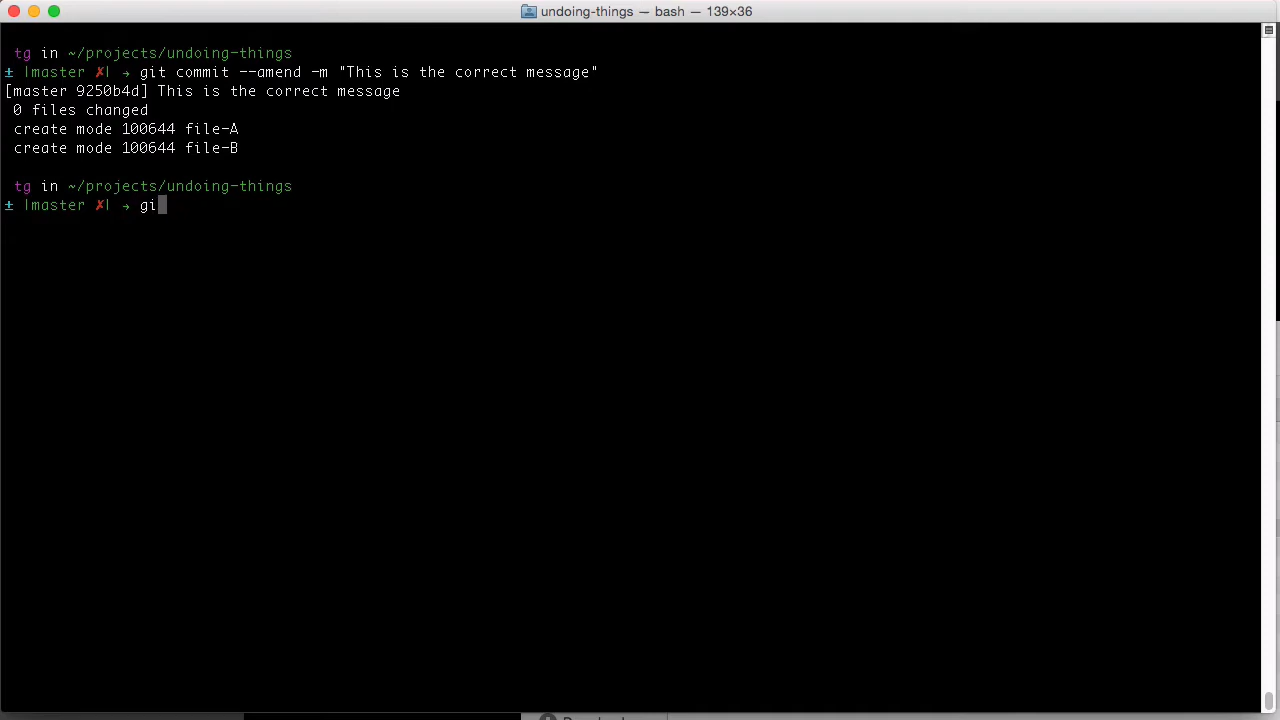 undoing-things — bash — 139×36
tg in ~/projects/undoing-things
± |master ✗| → git commit --amend -m "This is the correct message"
[master 9250b4d] This is the correct message
0 files changed
create mode 100644 file-A
create mode 100644 file-B
tg in ~/projects/undoing-things
± |master ✗| → gi